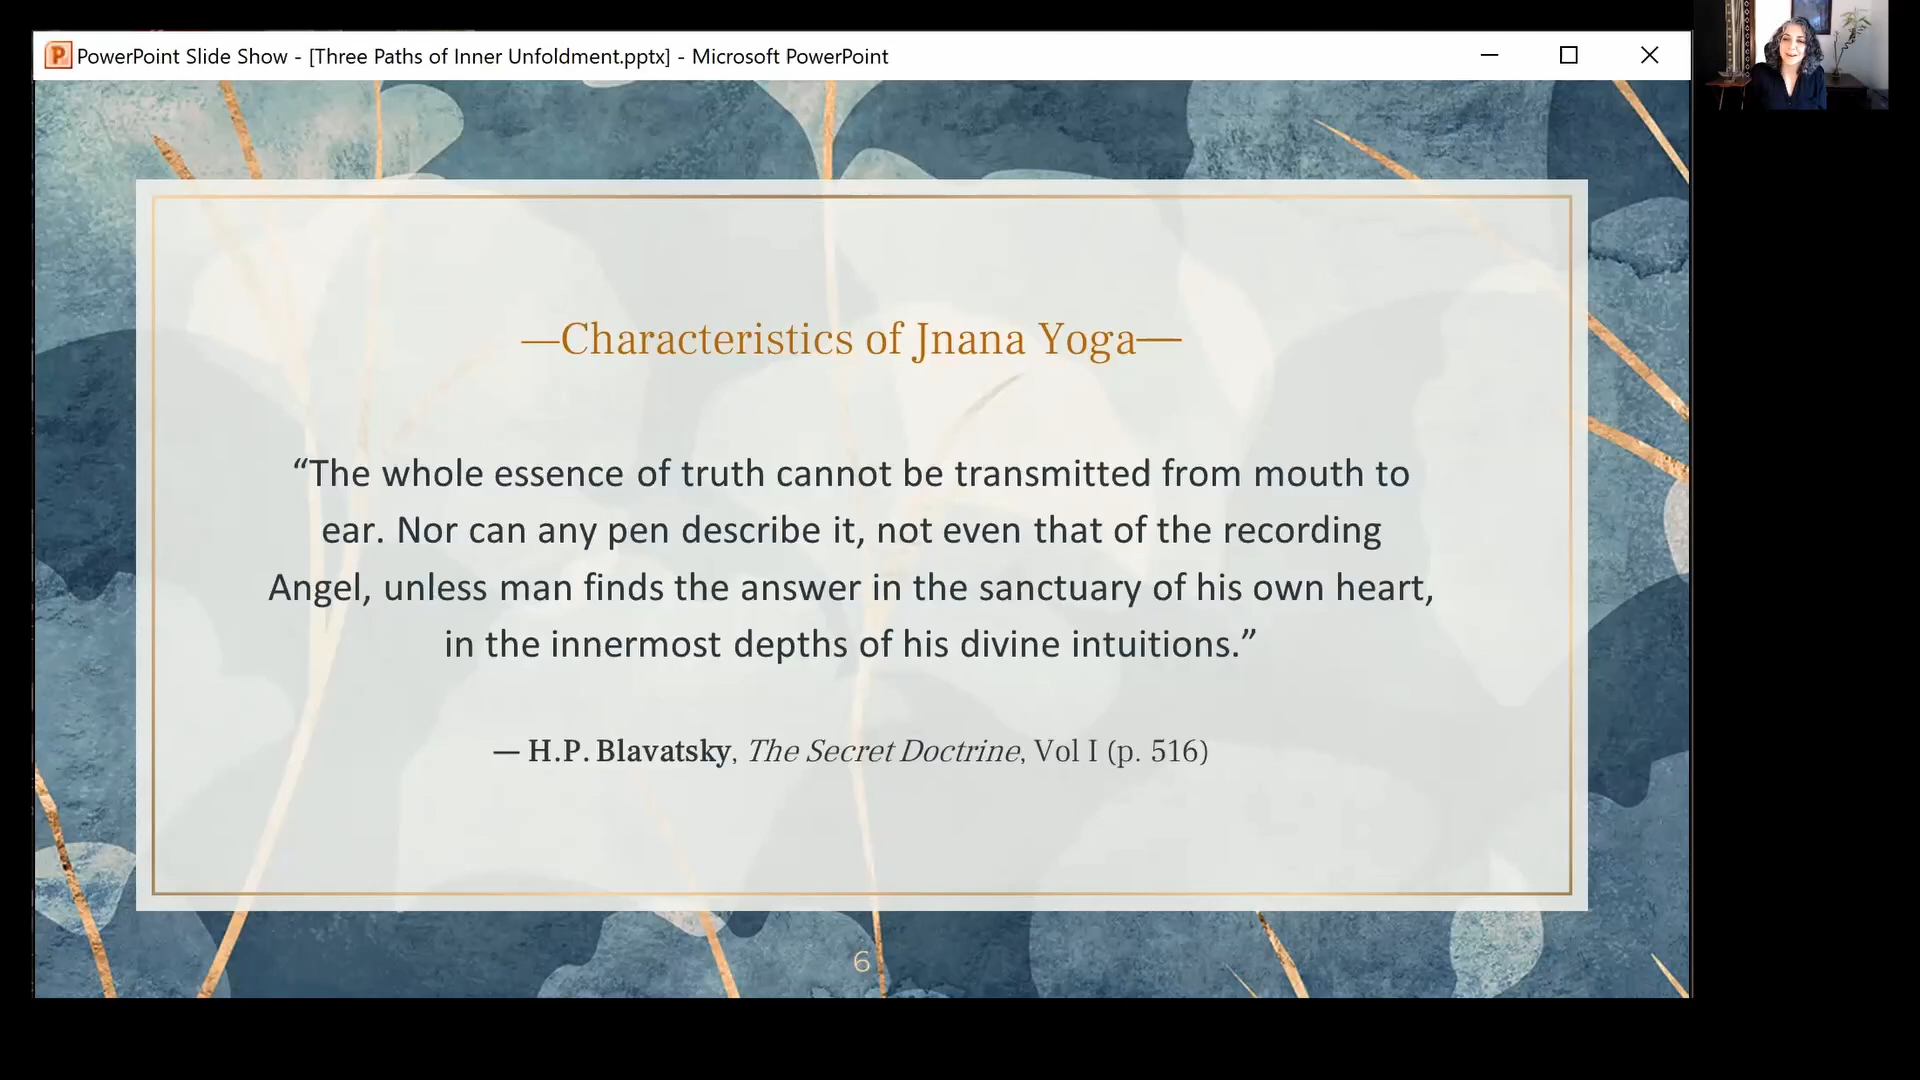 PowerPoint Slide Show - [Three Paths of Inner Unfoldment.pptx] - Microsoft PowerPoint
—Characteristics of Jnana Yoga—
“The whole essence of truth cannot be transmitted from mouth to
ear. Nor can any pen describe it, not even that of the recording
Angel, unless man finds the answer in the sanctuary of his own heart,
in the innermost depths of his divine intuitions.”
— H.P. Blavatsky, The Secret Doctrine, Vol I (p. 516)
6